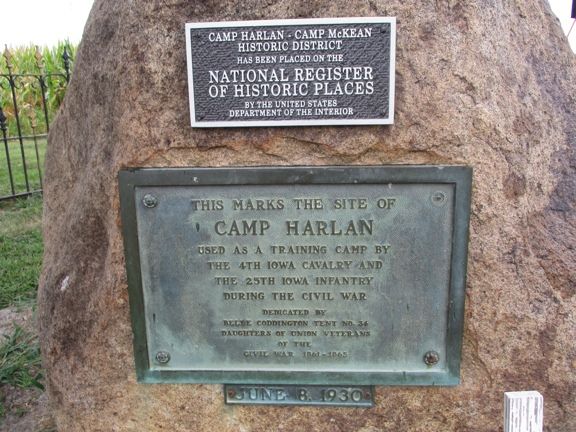 CAMP HARLAN - CAMP McKEAN
HISTORIC DISTRICT
HAS BEEN PLACED ON THE
NATIONAL REGISTER
OF HISTORIC PLACES
BY THE UNITED STATES
DEPARTMENT OF THE INTERIOR
THIS MARKS THE SITE OF
CAMP HARLAN
USED AS A TRAINING CAMP BY
THE 4TH IOWA CAVALRY AND
THE 25TH IOWA INFANTRY
DURING THE CIVIL WAR
DEDICATED BY
BELLE CODDINGTON TENT NO. 36
DAUGHTERS OF UNION VETERANS
OF THE
CIVIL WAR 1861-1865
JUNE 8, 1930